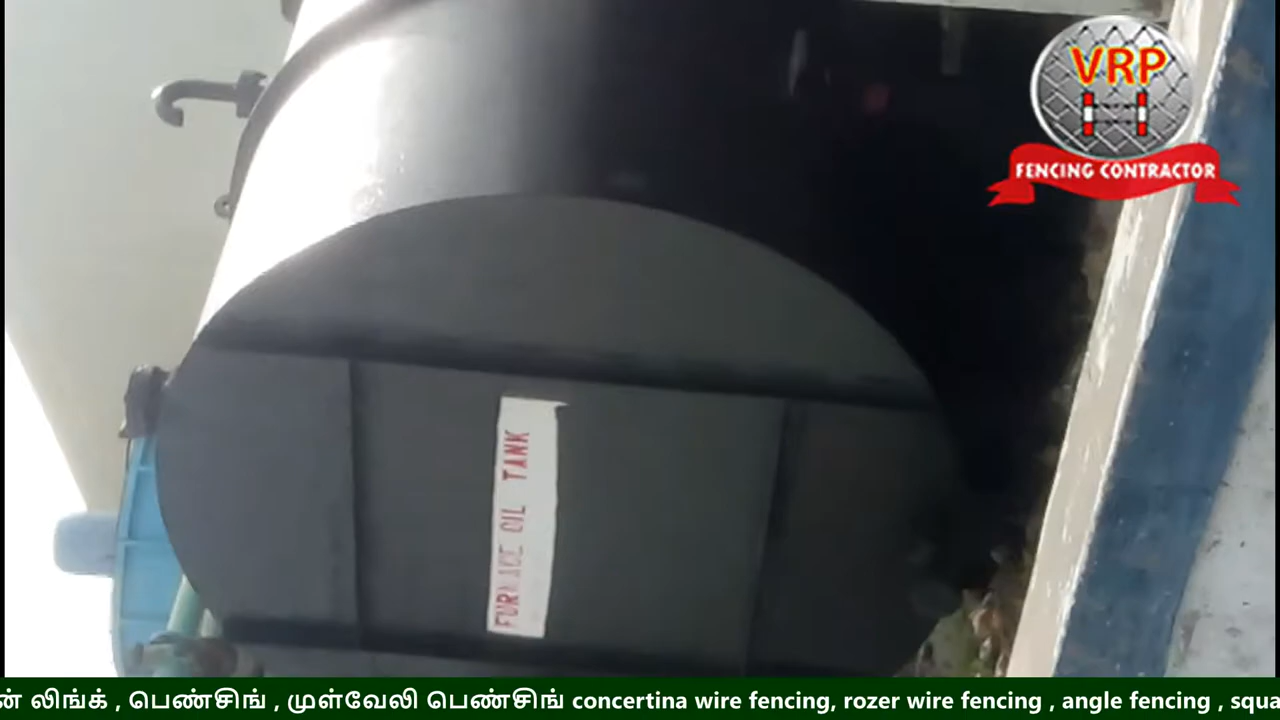 VRP
FENCING CONTRACTOR
FURNACE OIL TANK
ன் லிங்க் , பெண்சிங் , முள்வேலி பெண்சிங் concertina wire fencing, rozer wire fencing , angle fencing , squa